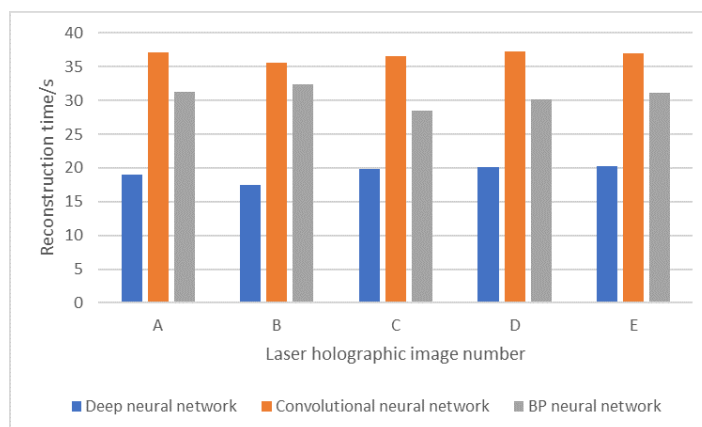 40
35
30
25
20
15
10
5
0
Reconstruction time/s
A B C D E
Laser holographic image number
Deep neural network Convolutional neural network BP neural network